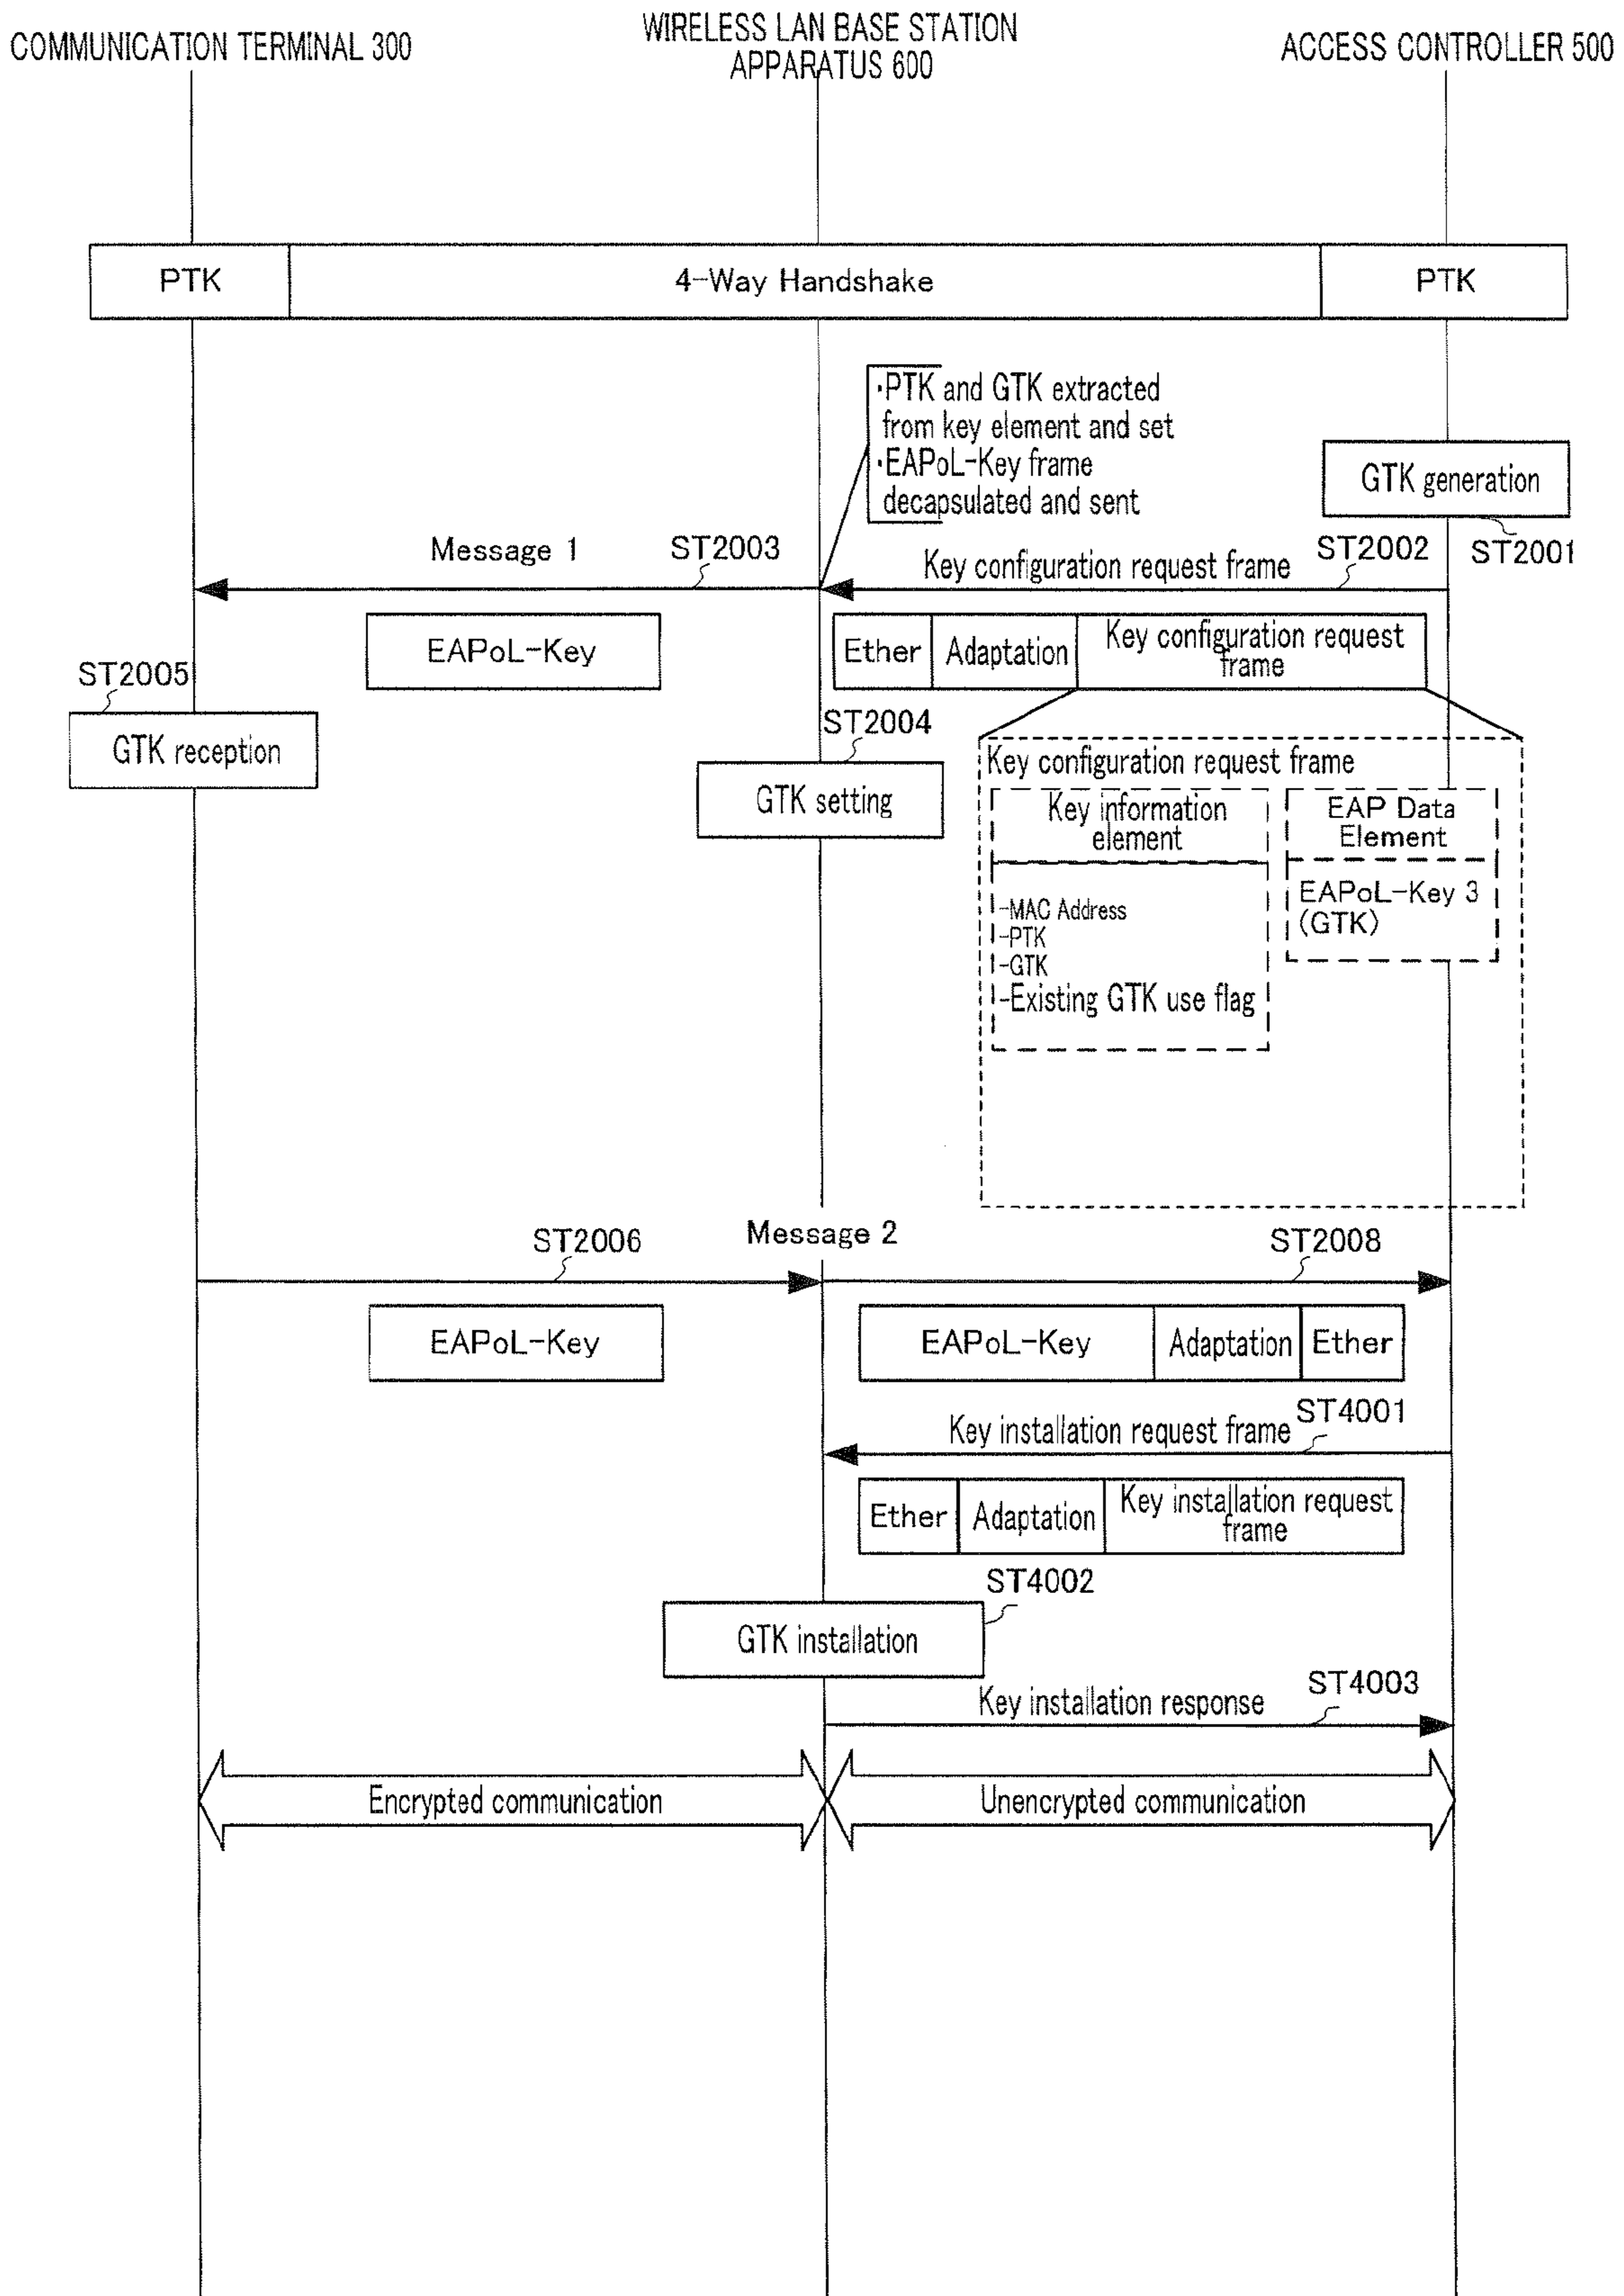 COMMUNICATION TERMINAL 300
WIRELESS LAN BASE STATION
APPARATUS 600
ACCESS CONTROLLER 500
PTK
4-Way Handshake
PTK
·PTK and GTK extracted
from key element and set
·EAPoL-Key frame
decapsulated and sent
GTK generation
ST2001
Message 1
ST2003
Key configuration request frame
ST2002
EAPoL-Key
Ether
Adaptation
Key configuration request
frame
ST2005
GTK reception
ST2004
GTK setting
Key configuration request frame
Key information
element
-MAC Address
-PTK
-GTK
-Existing GTK use flag
EAP Data
Element
EAPoL-Key 3
(GTK)
ST2006
Message 2
ST2008
EAPoL-Key
EAPoL-Key
Adaptation
Ether
Key installation request frame
ST4001
Ether
Adaptation
Key installation request
frame
ST4002
GTK installation
Key installation response
ST4003
Encrypted communication
Unencrypted communication